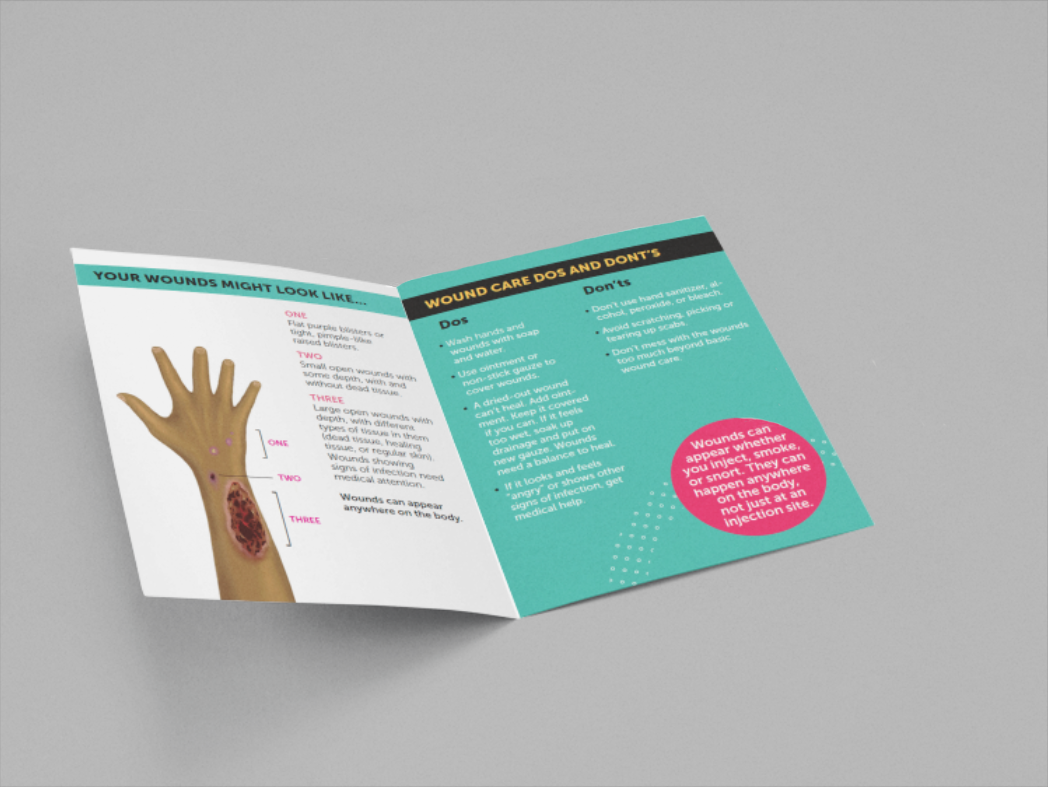 YOUR WOUNDS MIGHT LOOK LIKE...
ONE
Flat purple blisters or
tight, pimple-like
raised blisters.
TWO
Small open wounds with
some depth, with and
without dead tissue.
THREE
Large open wounds with
depth, with different
types of tissue in them
(dead tissue, healing
tissue, or regular skin).
Wounds showing
signs of infection need
medical attention.
Wounds can appear
anywhere on the body.
ONE
TWO
THREE
WOUND CARE DOS AND DONT'S
Dos
• Wash hands and
wounds with soap
and water.
• Use ointment or
non-stick gauze to
cover wounds.
• A dried-out wound
can't heal. Add oint-
ment. Keep it covered
if you can. If it feels
too wet, soak up
drainage and put on
new gauze. Wounds
need a balance to heal.
• If it looks and feels
"angry" or shows other
signs of infection, get
medical help.
Don'ts
• Don't use hand sanitizer, al-
cohol, peroxide, or bleach.
• Avoid scratching, picking or
tearing up scabs.
• Don't mess with the wounds
too much beyond basic
wound care.
Wounds can
appear whether
you inject, smoke,
or snort. They can
happen anywhere
on the body,
not just at an
injection site.